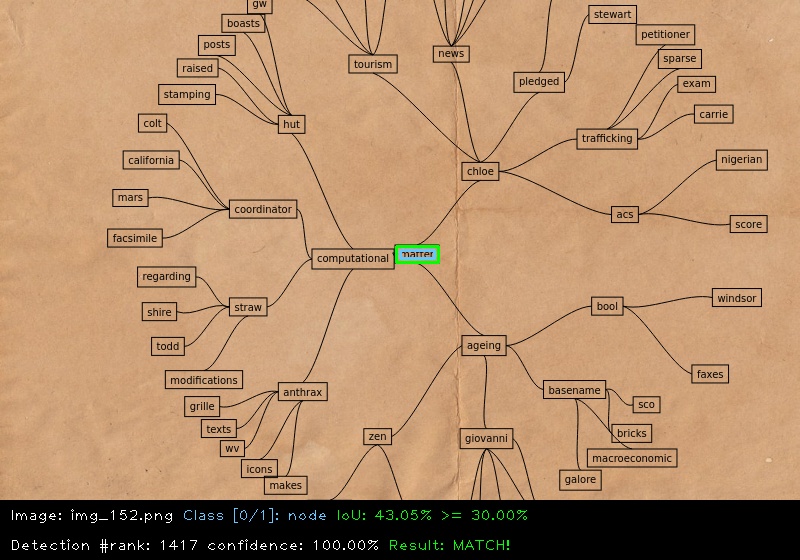 gw
boasts
stewart
petitioner
posts
news
tourism
sparse
raised
pledged
exam
stamping
carrie
colt
hut
trafficking
california
nigerian
chloe
mars
coordinator
acs
score
facsimile
computational
matter
regarding
windsor
shire
straw
bool
todd
ageing
faxes
modifications
anthrax
basename
grille
sco
texts
zen
giovanni
bricks
wv
macroeconomic
icons
galore
makes
Image: img_152.png Class [0/1]: node IoU: 43.05% >= 30.00%
Detection #rank: 1417 confidence: 100.00% Result: MATCH!